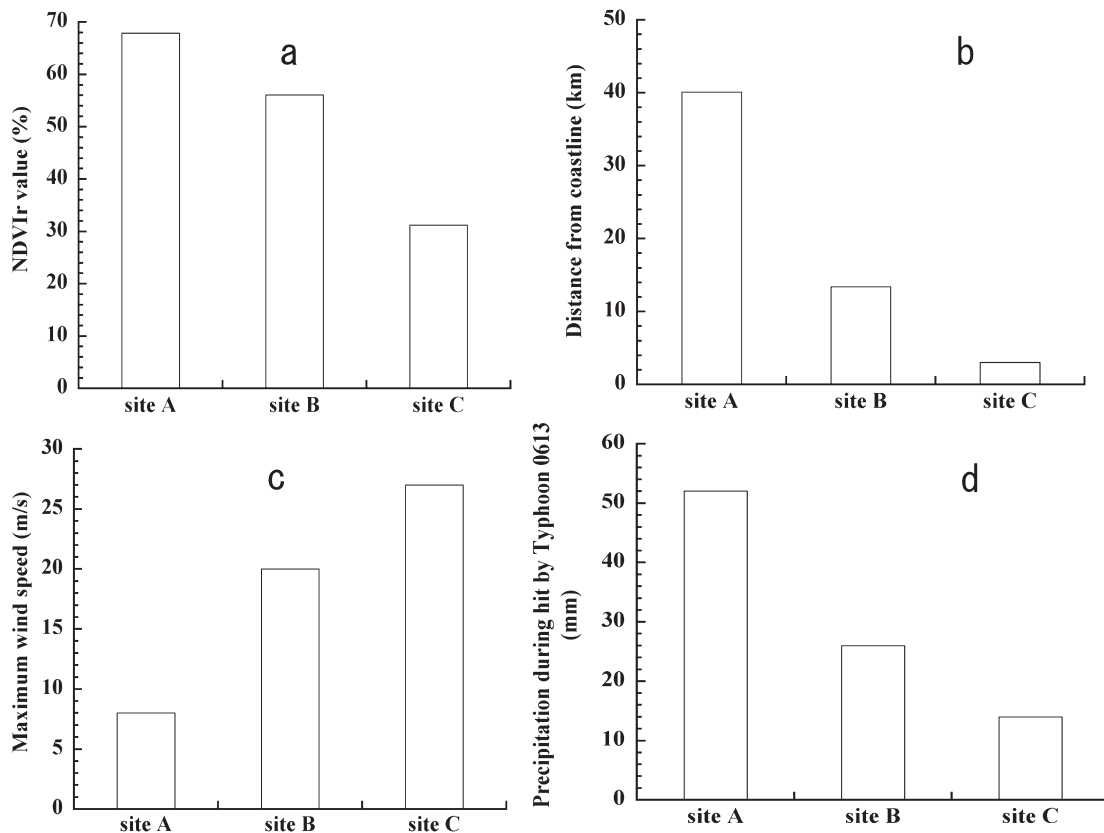 NDVIr value (%)
70
60
50
40
30
20
10
0
a
site A site B site C
Distance from coastline (km)
50
40
30
20
10
0
b
site A site B site C
Maximum wind speed (m/s)
30
25
20
15
10
5
0
c
site A site B site C
Precipitation during hit by Typhoon 0613
(mm)
60
50
40
30
20
10
0
d
site A site B site C